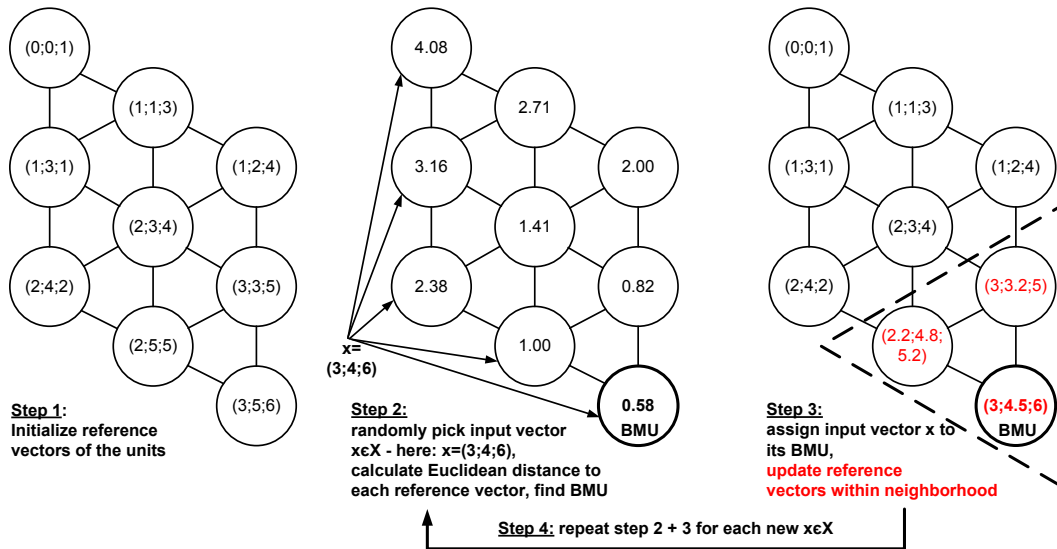 (0;0;1)
(1;1;3)
(1;3;1)
(1;2;4)
(2;3;4)
(2;4;2)
(3;3;5)
(2;5;5)
(3;5;6)
Step 1:
Initialize reference
vectors of the units
4.08
2.71
3.16
2.00
1.41
2.38
0.82
1.00
x=
(3;4;6)
0.58
BMU
Step 2:
randomly pick input vector
xϵX - here: x=(3;4;6),
calculate Euclidean distance to
each reference vector, find BMU
(0;0;1)
(1;1;3)
(1;3;1)
(1;2;4)
(2;3;4)
(2;4;2)
(3;3.2;5)
(2.2;4.8;
5.2)
(3;4.5;6)
BMU
Step 3:
assign input vector x to
its BMU,
update reference
vectors within neighborhood
Step 4: repeat step 2 + 3 for each new xϵX